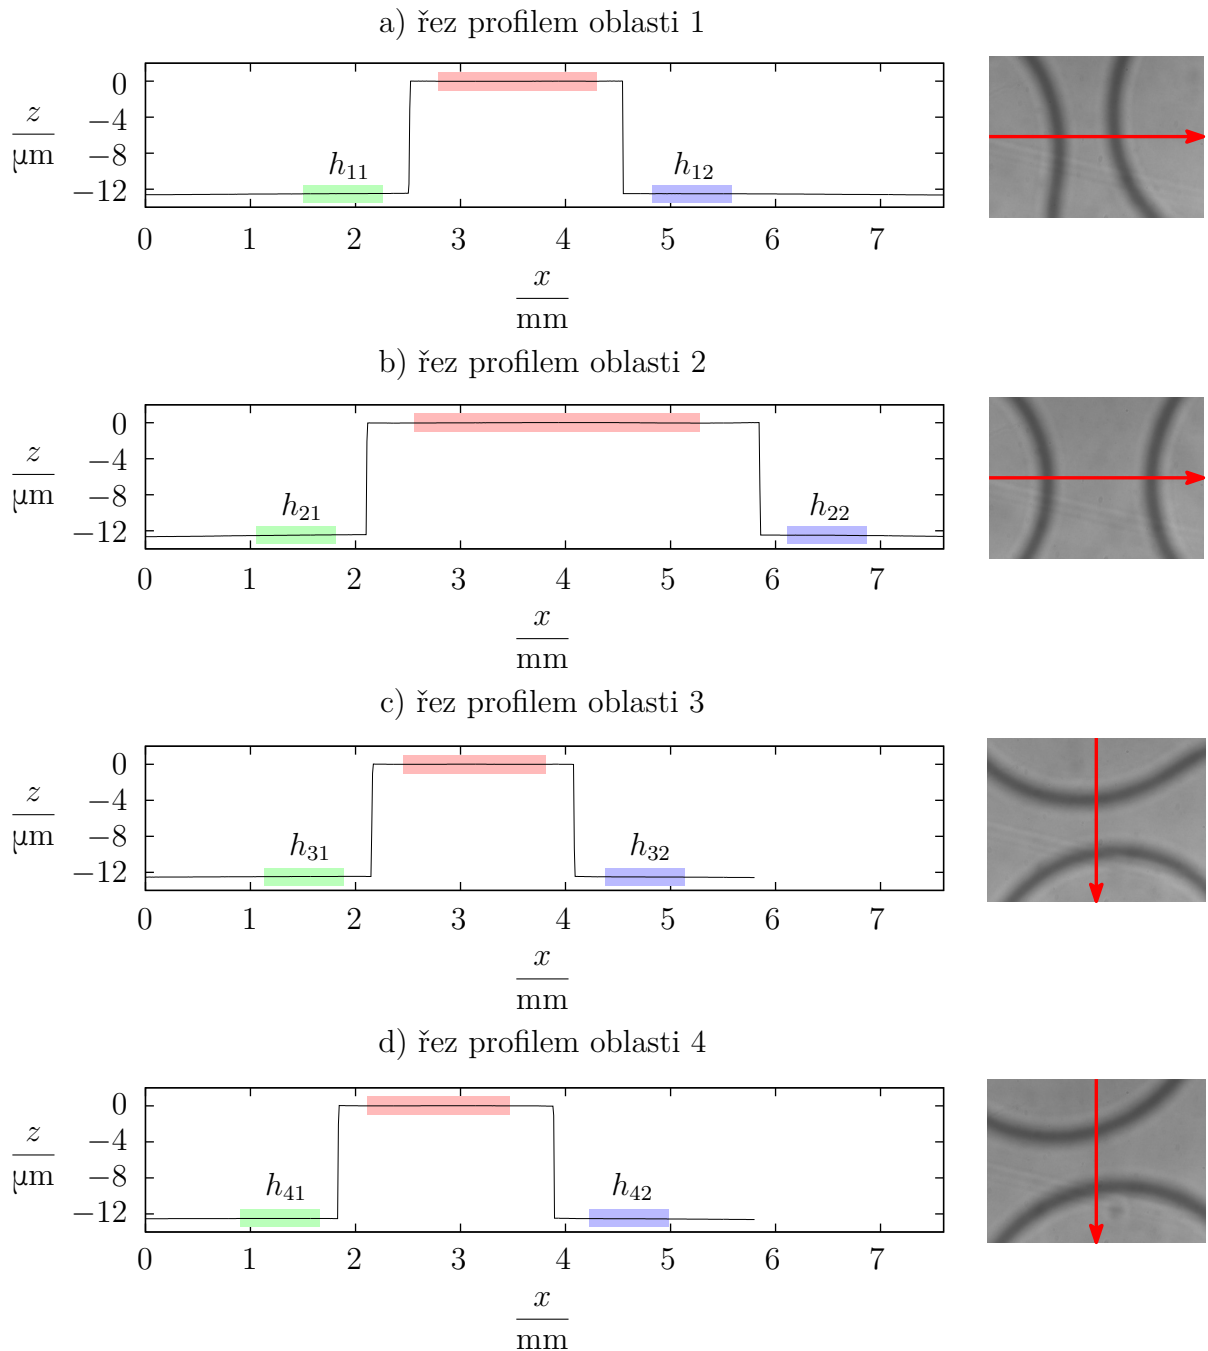 a) řez profilem oblasti 1
z
µm
0
−4
−8
−12
h11
h12
0 1 2 3 4 5 6 7
x
mm
b) řez profilem oblasti 2
z
µm
0
−4
−8
−12
h21
h22
0 1 2 3 4 5 6 7
x
mm
c) řez profilem oblasti 3
z
µm
0
−4
−8
−12
h31
h32
0 1 2 3 4 5 6 7
x
mm
d) řez profilem oblasti 4
z
µm
0
−4
−8
−12
h41
h42
0 1 2 3 4 5 6 7
x
mm